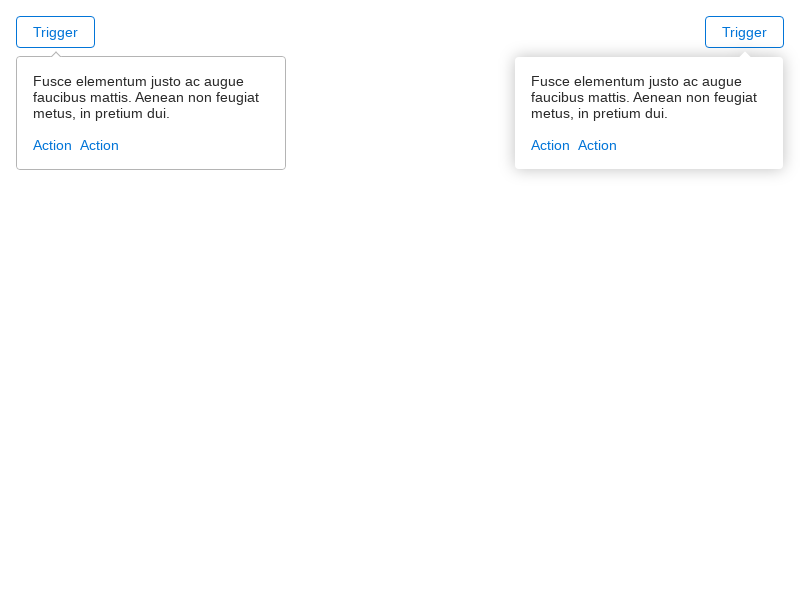 Trigger
Fusce elementum justo ac augue
faucibus mattis. Aenean non feugiat
metus, in pretium dui.
Action Action
Trigger
Fusce elementum justo ac augue
faucibus mattis. Aenean non feugiat
metus, in pretium dui.
Action Action